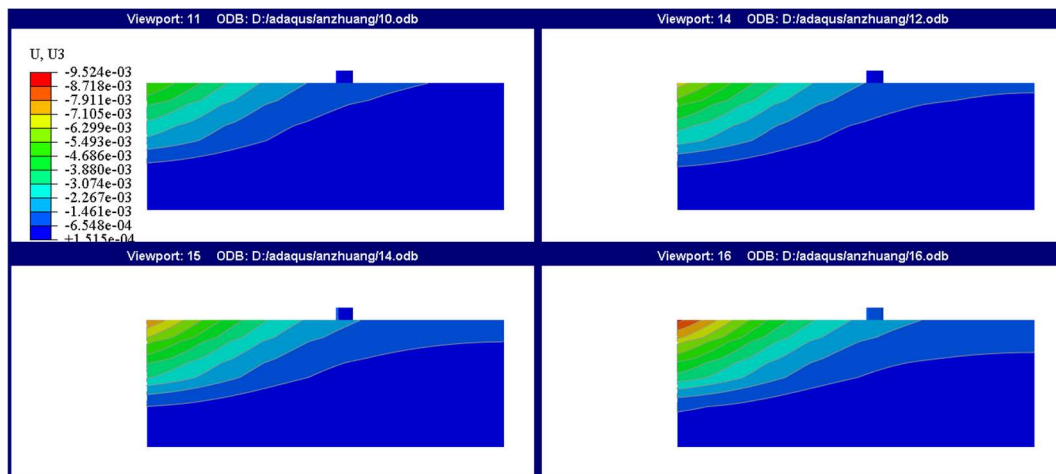 Viewport: 11 ODB: D:/adaqus/anzhuang/10.odb
Viewport: 14 ODB: D:/adaqus/anzhuang/12.odb
U, U3
-9.524e-03
-8.718e-03
-7.911e-03
-7.105e-03
-6.299e-03
-5.493e-03
-4.686e-03
-3.880e-03
-3.074e-03
-2.267e-03
-1.461e-03
-6.548e-04
+1.515e-04
Viewport: 15 ODB: D:/adaqus/anzhuang/14.odb
Viewport: 16 ODB: D:/adaqus/anzhuang/16.odb